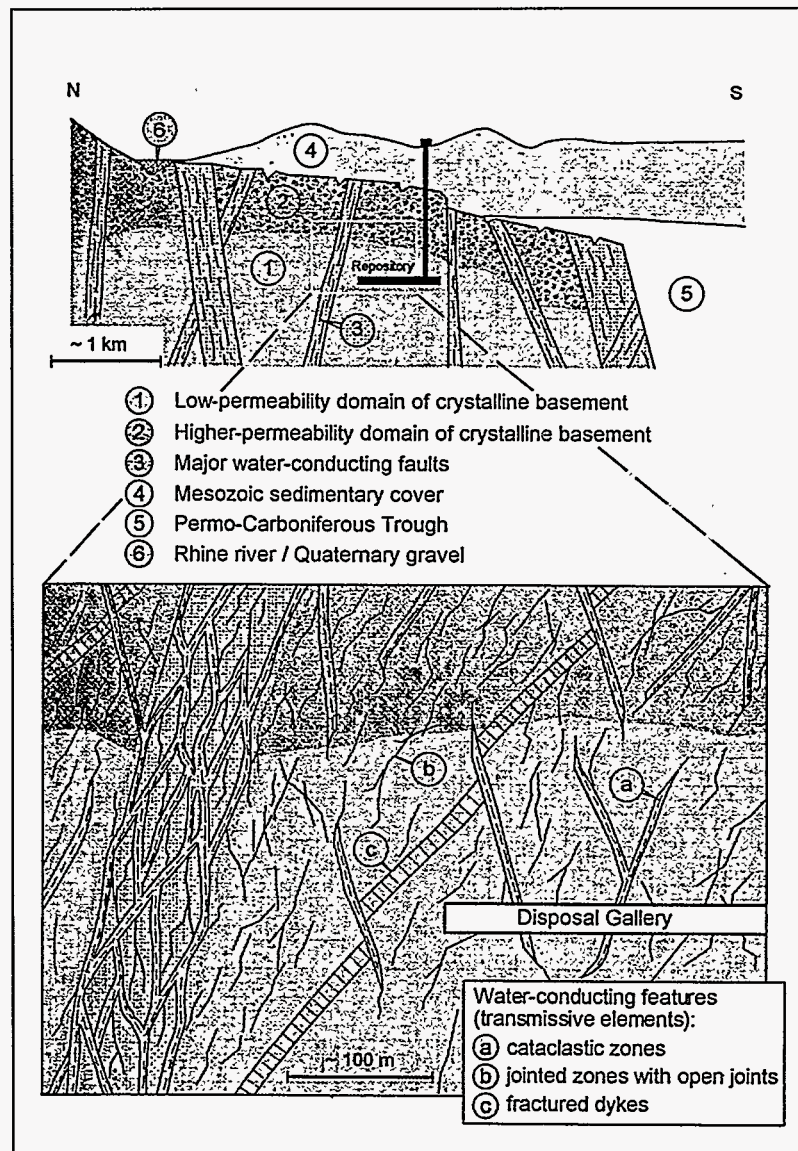 N
S
6
4
2
1
Repository
5
3
~ 1 km
1 Low-permeability domain of crystalline basement
2 Higher-permeability domain of crystalline basement
3 Major water-conducting faults
4 Mesozoic sedimentary cover
5 Permo-Carboniferous Trough
6 Rhine river / Quaternary gravel
b
a
c
Disposal Gallery
~ 100 m
Water-conducting features
(transmissive elements):
a cataclastic zones
b jointed zones with open joints
c fractured dykes